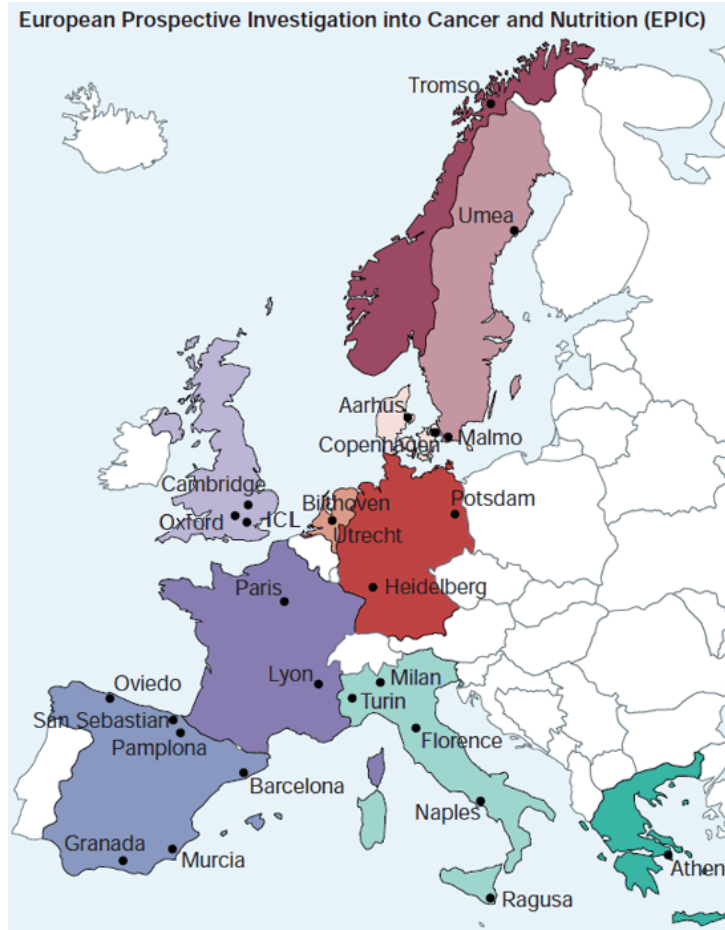 European Prospective Investigation into Cancer and Nutrition (EPIC)
Tromso
Umea
Aarhus
Copenhagen
Malmo
Cambridge
Oxford
ICL
Bilthoven
Utrecht
Potsdam
Heidelberg
Paris
Lyon
Milan
Turin
Oviedo
San Sebastian
Pamplona
Florence
Barcelona
Naples
Granada
Murcia
Athen
Ragusa